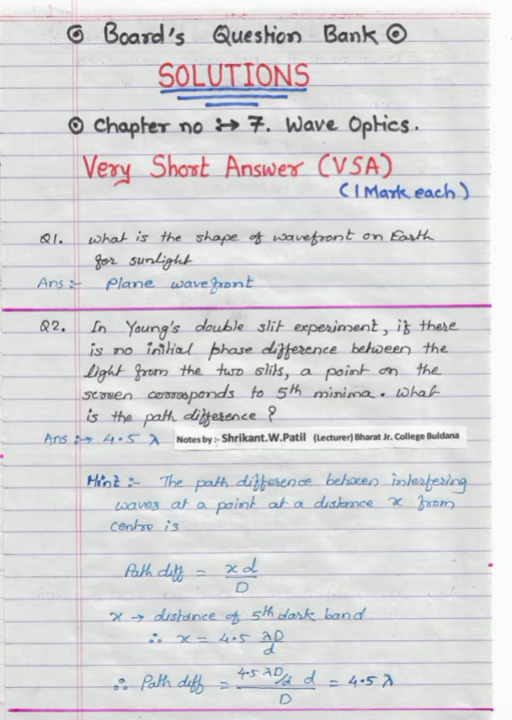 ⊙ Board's Question Bank ⊙
SOLUTIONS
⊙ Chapter no :→ 7. Wave Optics.
Very Short Answer (VSA)
(1 Mark each)
Q1. What is the shape of wavefront on Earth
for sunlight
Ans :- Plane wavefront
Q2. In Young's double slit experiment, if there
is no initial phase difference between the
light from the two slits, a point on the
screen corresponds to 5th minima. What
is the path difference ?
Ans :→ 4.5 λ
Notes by :- Shrikant.W.Patil (Lecturer) Bharat Jr. College Buldana
Hint :- The path difference between interfering
waves at a point at a distance x from
centre is
Path diff = x d / D
x → distance of 5th dark band
∴ x = 4.5 λD / d
∴ Path diff = 4.5 λD/d d / D = 4.5 λ